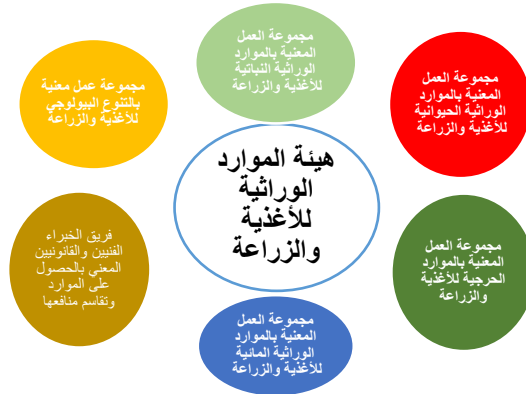 مجموعة العمل
المعنية بالموارد
الوراثية النباتية
للأغذية والزراعة
مجموعة العمل
المعنية بالموارد
الوراثية الحيوانية
للأغذية والزراعة
مجموعة عمل معنية
بالتنوع البيولوجي
للأغذية والزراعة
هيئة الموارد
الوراثية
للأغذية
والزراعة
مجموعة العمل
المعنية بالموارد
الحرجية للأغذية
والزراعة
فريق الخبراء
الفنيين والقانونيين
المعني بالحصول
على الموارد
وتقاسم منافعها
مجموعة العمل
المعنية بالموارد
الوراثية المائية
للأغذية والزراعة